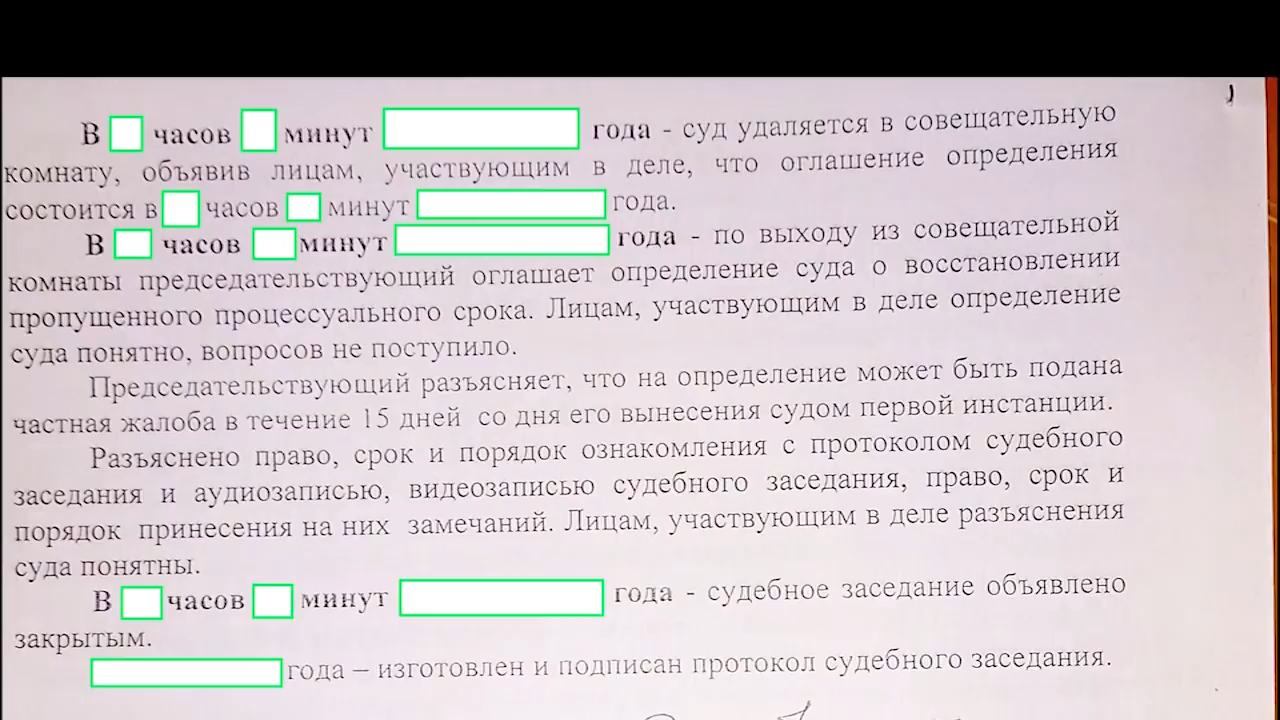 В часов минут года - суд удаляется в совещательную
комнату, объявив лицам, участвующим в деле, что оглашение определения
состоится в часов минут года.
В часов минут года - по выходу из совещательной
комнаты председательствующий оглашает определение суда о восстановлении
пропущенного процессуального срока. Лицам, участвующим в деле определение
суда понятно, вопросов не поступило.
Председательствующий разъясняет, что на определение может быть подана
частная жалоба в течение 15 дней со дня его вынесения судом первой инстанции.
Разъяснено право, срок и порядок ознакомления с протоколом судебного
заседания и аудиозаписью, видеозаписью судебного заседания, право, срок и
порядок принесения на них замечаний. Лицам, участвующим в деле разъяснения
суда понятны.
В часов минут года - судебное заседание объявлено
закрытым.
года – изготовлен и подписан протокол судебного заседания.